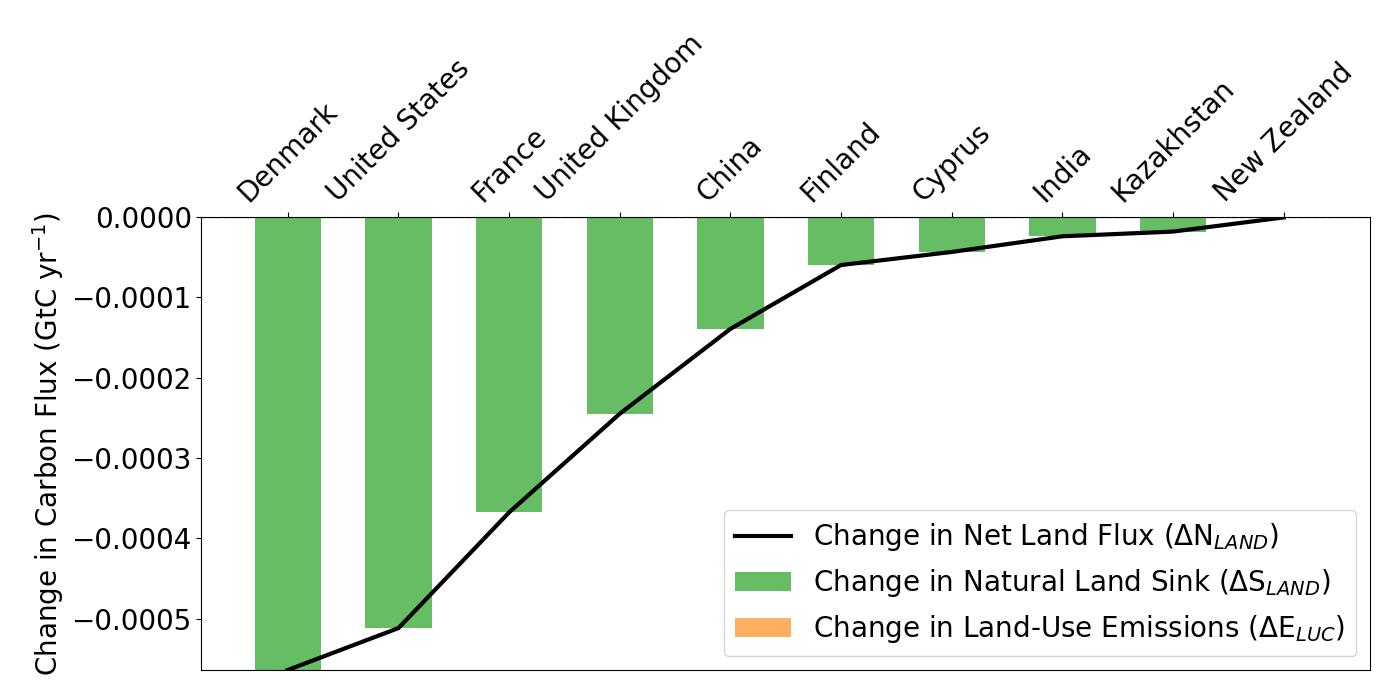 Denmark
United States
France
United Kingdom
China
Finland
Cyprus
India
Kazakhstan
New Zealand
Change in Carbon Flux (GtC yr⁻¹)
0.0000
−0.0001
−0.0002
−0.0003
−0.0004
−0.0005
Change in Net Land Flux (ΔN_LAND)
Change in Natural Land Sink (ΔS_LAND)
Change in Land-Use Emissions (ΔE_LUC)